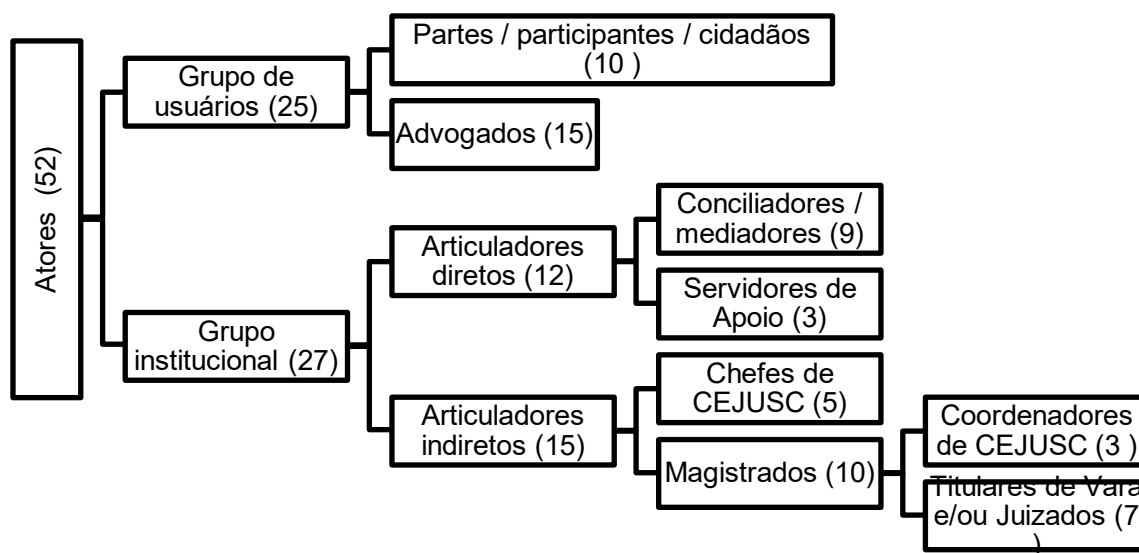 Atores (52)
Grupo de
usuários (25)
Partes / participantes / cidadãos
(10 )
Advogados (15)
Grupo
institucional (27)
Articuladores
diretos (12)
Conciliadores /
mediadores (9)
Servidores de
Apoio (3)
Articuladores
indiretos (15)
Chefes de
CEJUSC (5)
Magistrados (10)
Coordenadores
de CEJUSC (3 )
Titulares de Vara
e/ou Juizados (7
)